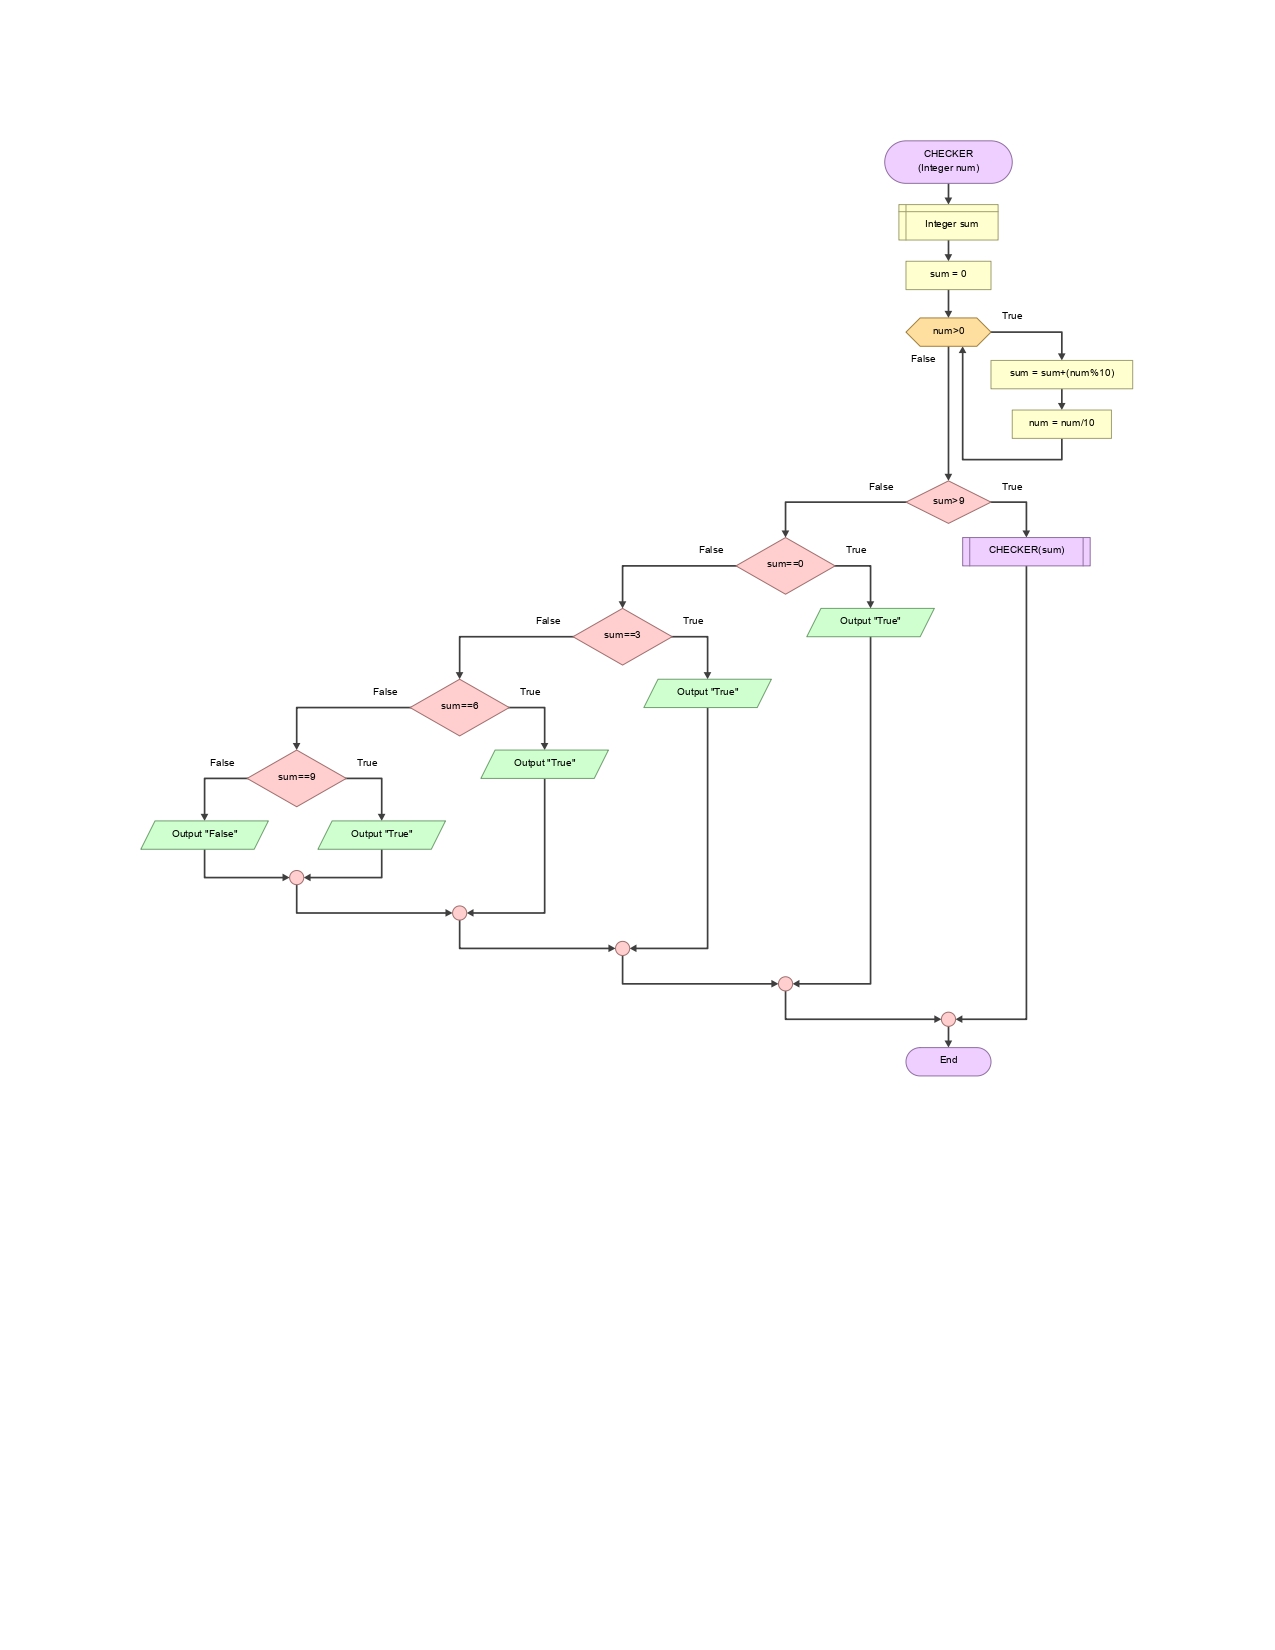 CHECKER
(Integer num)
Integer sum
sum = 0
num>0
True
False
sum = sum+(num%10)
num = num/10
False
sum>9
True
CHECKER(sum)
False
sum==0
True
Output "True"
False
sum==3
True
Output "True"
False
sum==6
True
Output "True"
False
sum==9
True
Output "False"
Output "True"
End